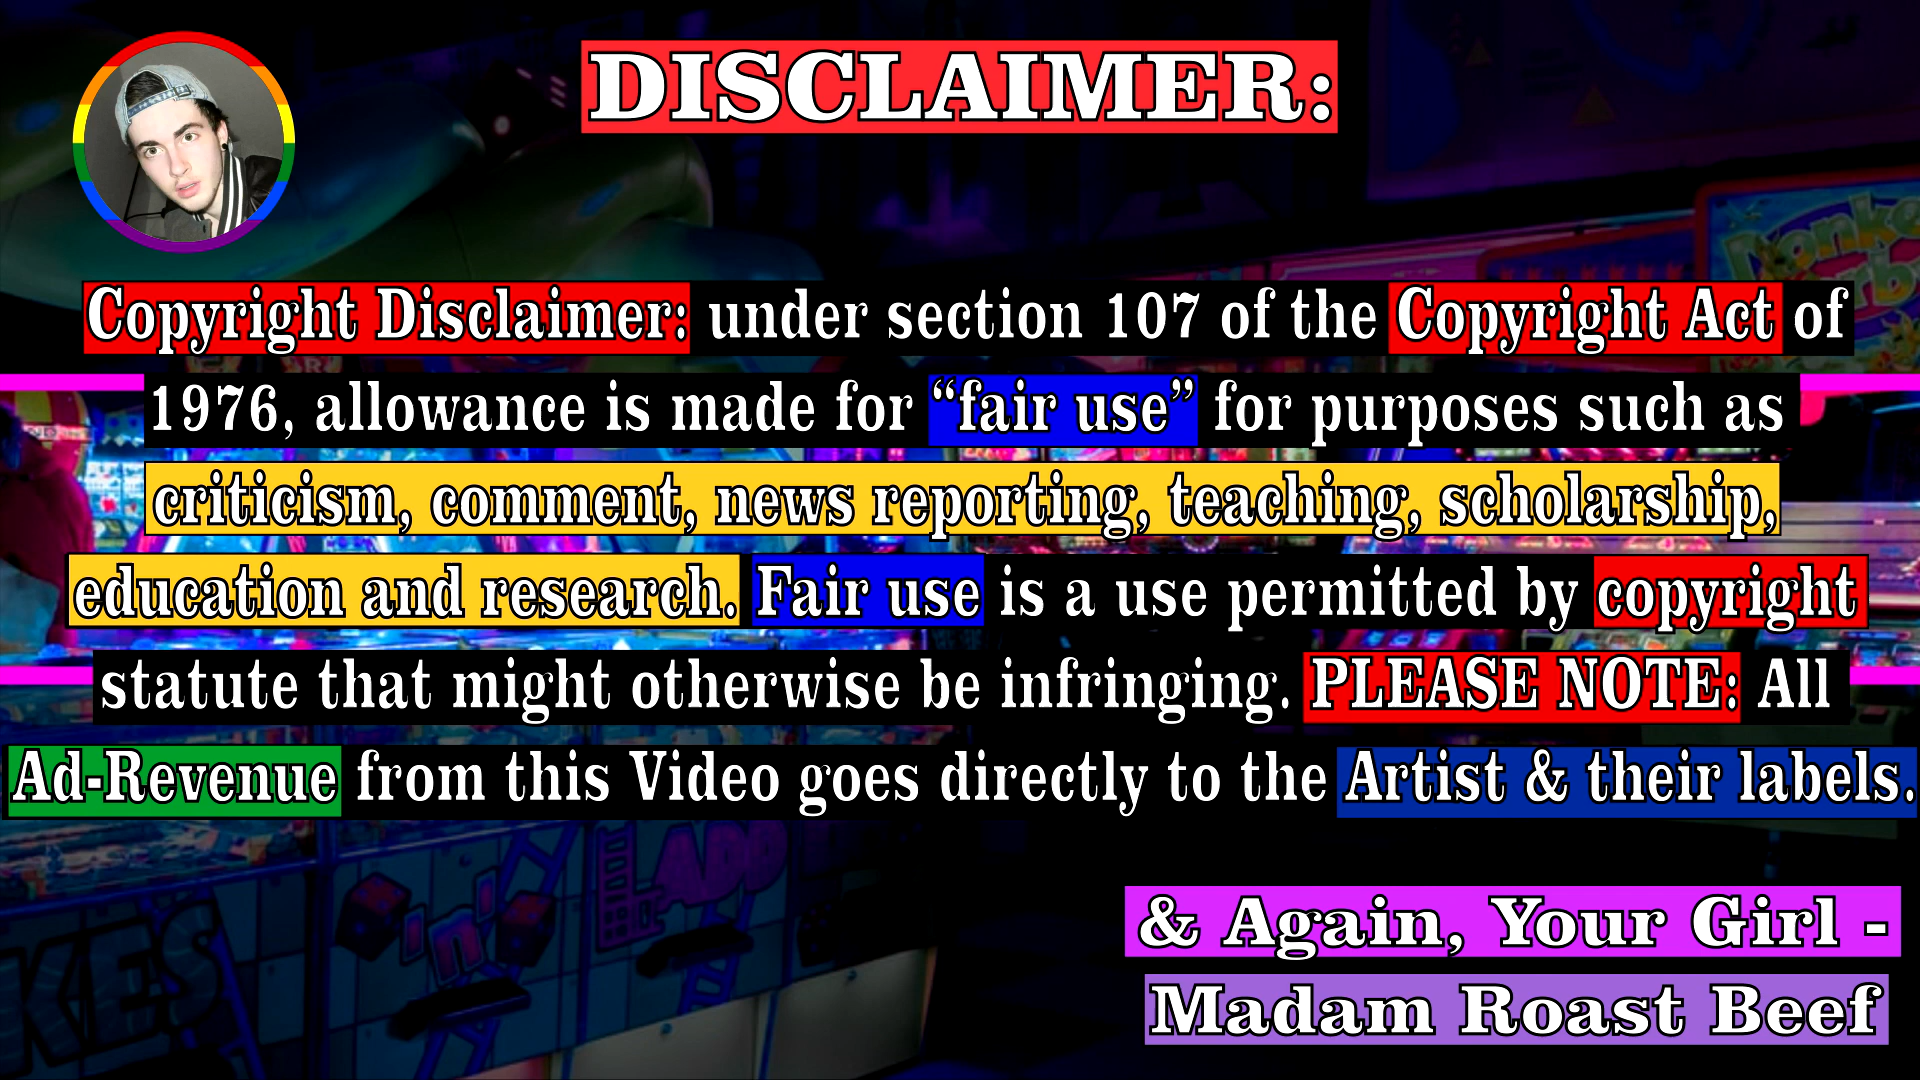 DISCLAIMER:
Copyright Disclaimer: under section 107 of the Copyright Act of
1976, allowance is made for “fair use” for purposes such as
criticism, comment, news reporting, teaching, scholarship,
education and research. Fair use is a use permitted by copyright
statute that might otherwise be infringing. PLEASE NOTE: All
Ad-Revenue from this Video goes directly to the Artist & their labels.
& Again, Your Girl -
Madam Roast Beef